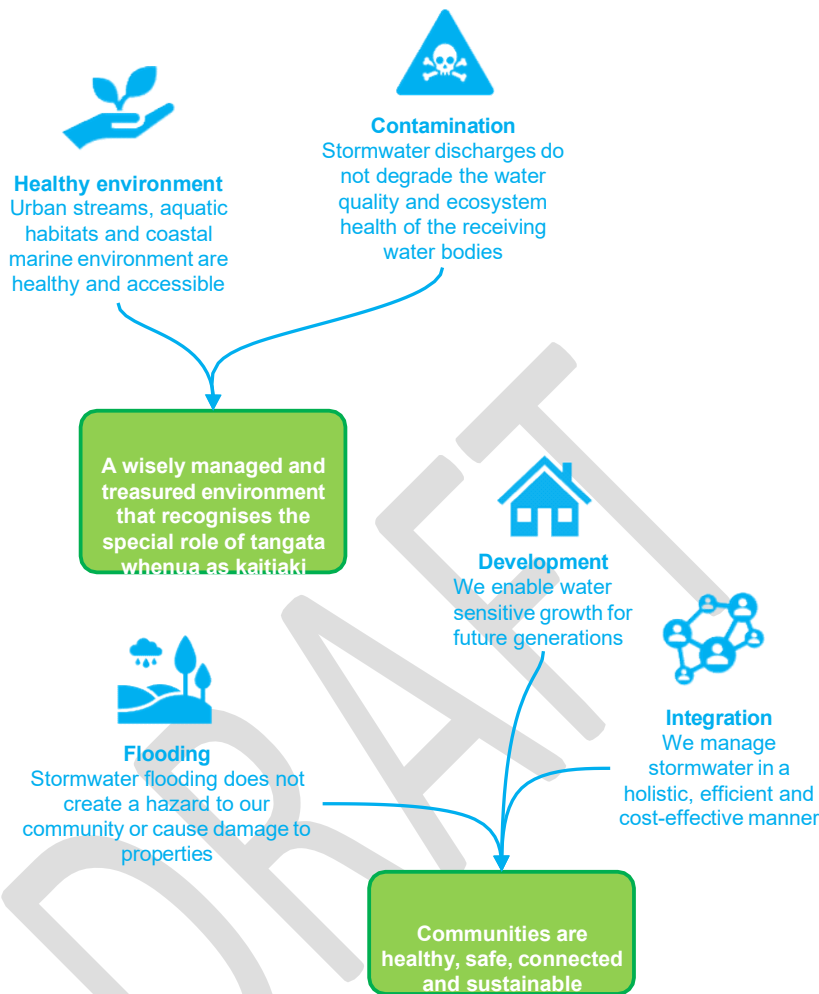 Contamination
Stormwater discharges do
not degrade the water
quality and ecosystem
health of the receiving
water bodies
Healthy environment
Urban streams, aquatic
habitats and coastal
marine environment are
healthy and accessible
A wisely managed and
treasured environment
that recognises the
special role of tangata
whenua as kaitiaki
Development
We enable water
sensitive growth for
future generations
Integration
We manage
stormwater in a
holistic, efficient and
cost-effective manner
Flooding
Stormwater flooding does not
create a hazard to our
community or cause damage to
properties
Communities are
healthy, safe, connected
and sustainable
DRAFT